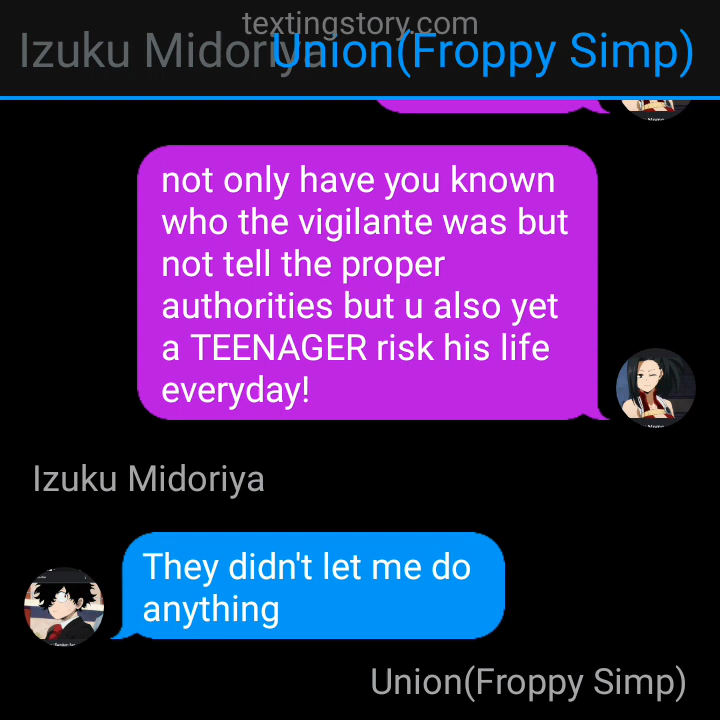 textingstory.com
Izuku Midoriya
Union(Froppy Simp)
not only have you known
who the vigilante was but
not tell the proper
authorities but u also yet
a TEENAGER risk his life
everyday!
Izuku Midoriya
They didn't let me do
anything
Union(Froppy Simp)